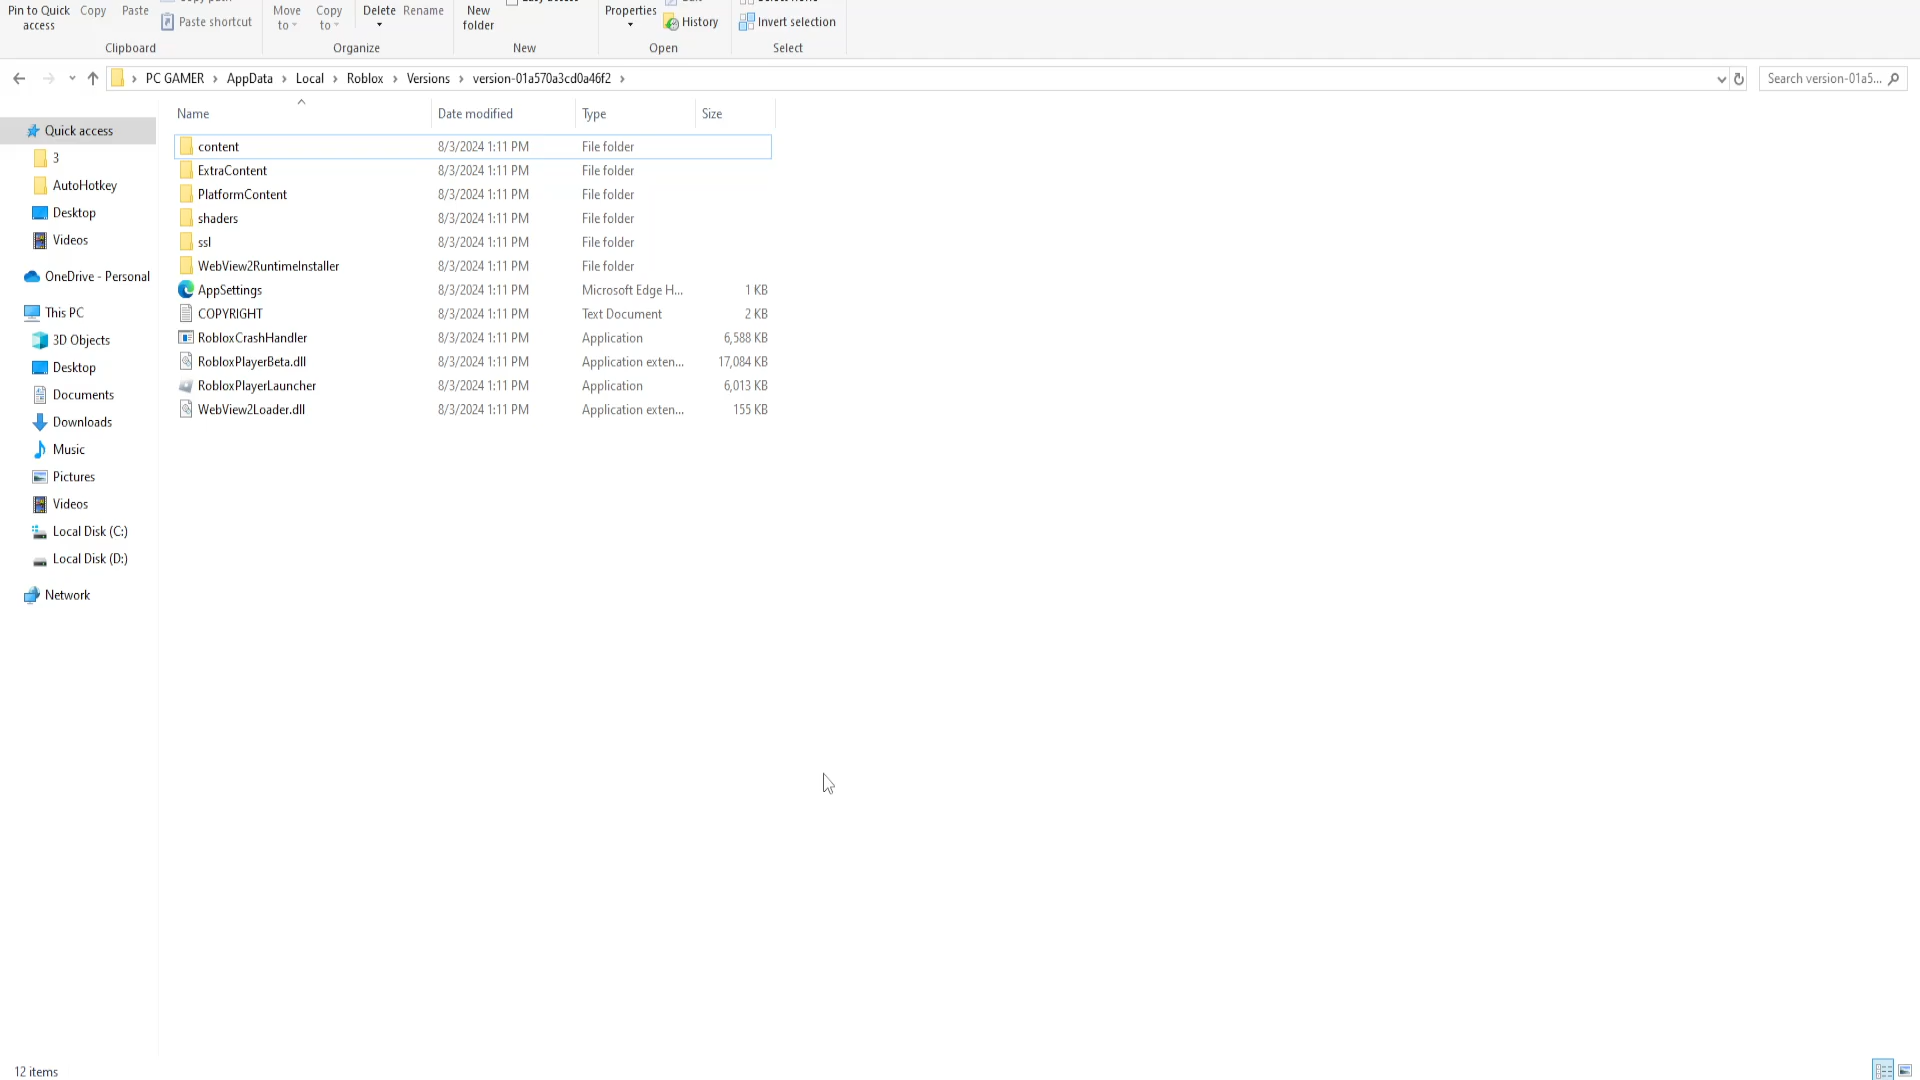 Pin to Quick access
Copy
Paste
Copy path
Paste shortcut
Clipboard
Move to
Copy to
Delete
Rename
Organize
New folder
Easy access
New
Properties
Edit
History
Open
Select none
Invert selection
Select
PC GAMER > AppData > Local > Roblox > Versions > version-01a570a3cd0a46f2 >
Search version-01a5...
Name Date modified Type Size
content 8/3/2024 1:11 PM File folder
ExtraContent 8/3/2024 1:11 PM File folder
PlatformContent 8/3/2024 1:11 PM File folder
shaders 8/3/2024 1:11 PM File folder
ssl 8/3/2024 1:11 PM File folder
WebView2RuntimeInstaller 8/3/2024 1:11 PM File folder
AppSettings 8/3/2024 1:11 PM Microsoft Edge H... 1 KB
COPYRIGHT 8/3/2024 1:11 PM Text Document 2 KB
RobloxCrashHandler 8/3/2024 1:11 PM Application 6,588 KB
RobloxPlayerBeta.dll 8/3/2024 1:11 PM Application exten... 17,084 KB
RobloxPlayerLauncher 8/3/2024 1:11 PM Application 6,013 KB
WebView2Loader.dll 8/3/2024 1:11 PM Application exten... 155 KB
Quick access
3
AutoHotkey
Desktop
Videos
OneDrive - Personal
This PC
3D Objects
Desktop
Documents
Downloads
Music
Pictures
Videos
Local Disk (C:)
Local Disk (D:)
Network
12 items